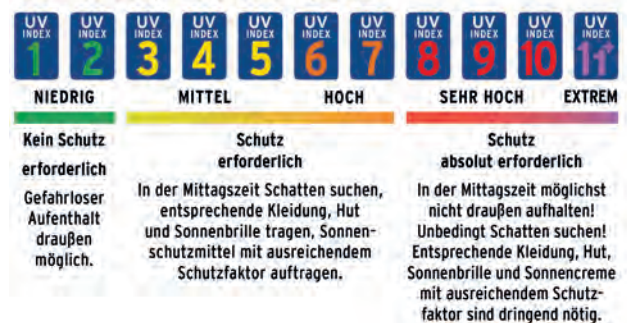 UV INDEX 1
UV INDEX 2
UV INDEX 3
UV INDEX 4
UV INDEX 5
UV INDEX 6
UV INDEX 7
UV INDEX 8
UV INDEX 9
UV INDEX 10
UV INDEX 11+
NIEDRIG MITTEL HOCH SEHR HOCH EXTREM
Kein Schutz
erforderlich
Gefahrloser
Aufenthalt
draußen
möglich.
Schutz
erforderlich
In der Mittagszeit Schatten suchen,
entsprechende Kleidung, Hut
und Sonnenbrille tragen, Sonnen-
schutzmittel mit ausreichendem
Schutzfaktor auftragen.
Schutz
absolut erforderlich
In der Mittagszeit möglichst
nicht draußen aufhalten!
Unbedingt Schatten suchen!
Entsprechende Kleidung, Hut,
Sonnenbrille und Sonnencreme
mit ausreichendem Schutz-
faktor sind dringend nötig.